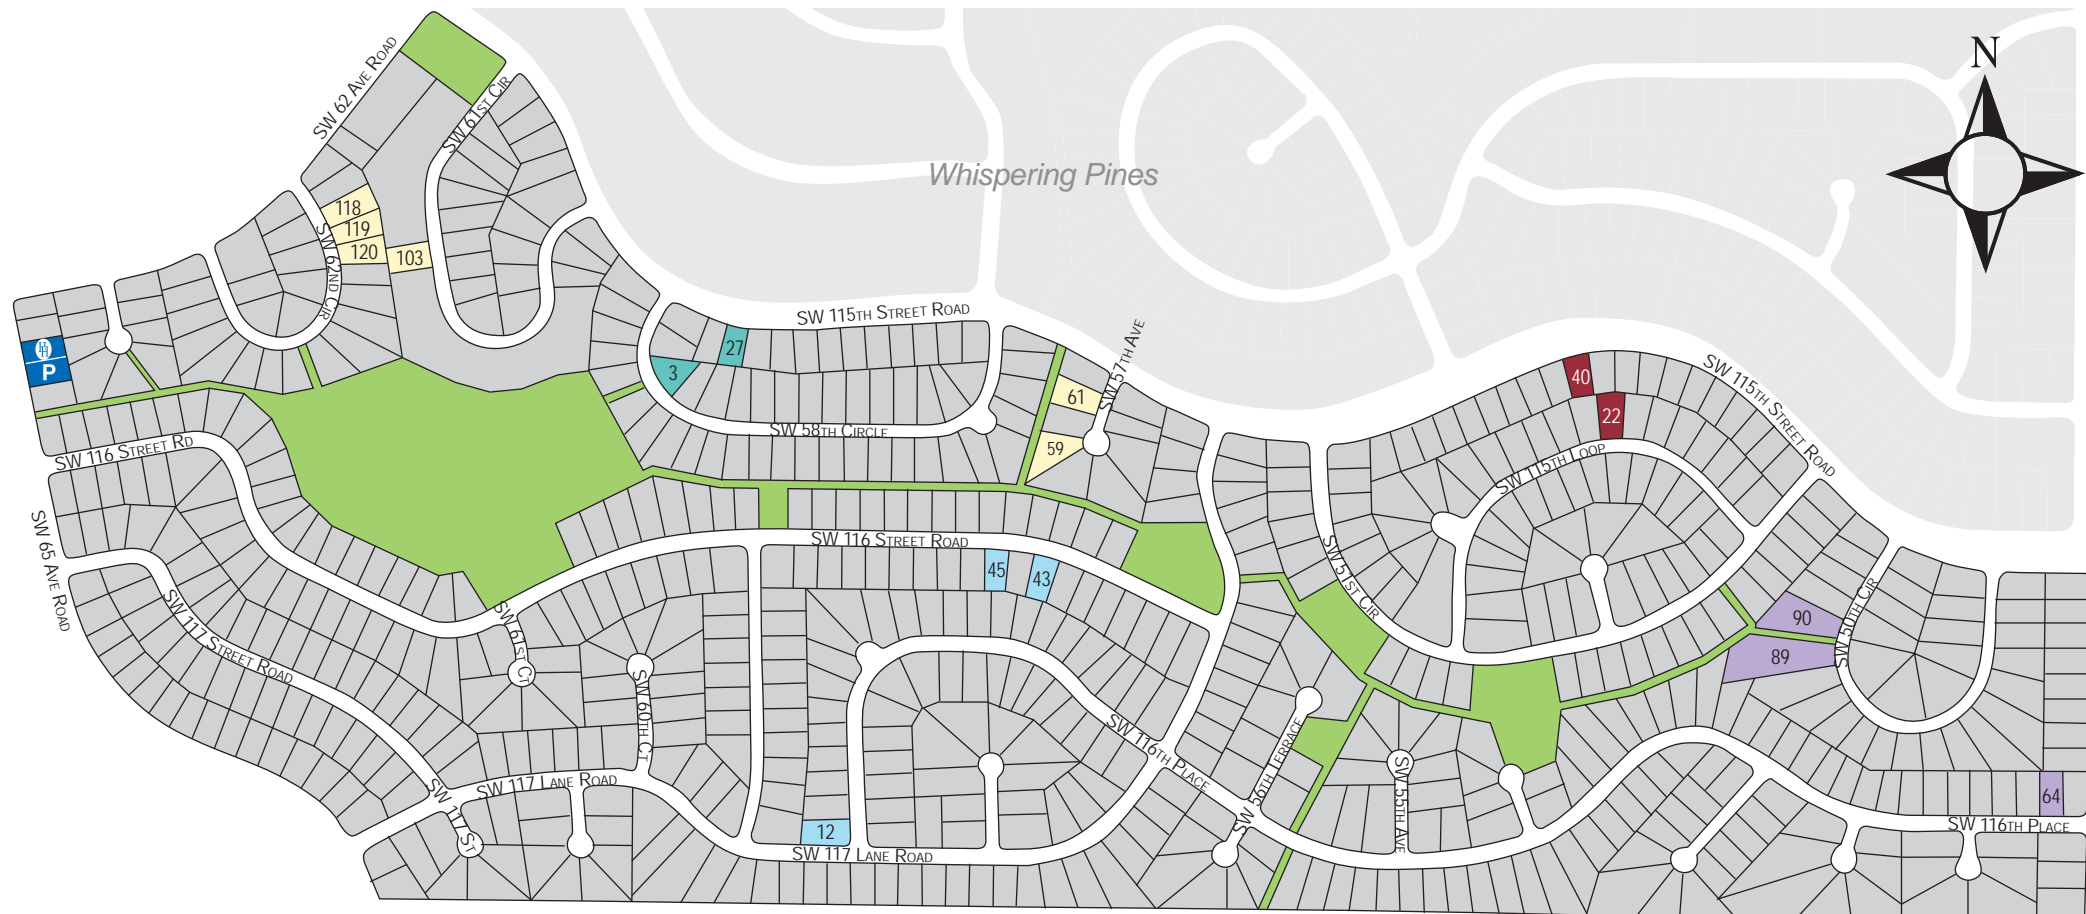 N
SW 62 AVE ROAD
SW 61ST CIR
Whispering Pines
118
119
120
103
SW 62ND CIR
SW 115TH STREET ROAD
27
3
SW 57TH AVE
61
59
SW 58TH CIRCLE
40
22
SW 115TH STREET ROAD
SW 115TH LOOP
H
P
SW 116 STREET RD
SW 65 AVE ROAD
SW 116 STREET ROAD
45
43
SW 51ST CIR
90
89
SW 50TH CIR
SW 117 STREET ROAD
SW 61ST CT
SW 60TH CT
SW 116TH PLACE
SW 56TH TERRACE
SW 55TH AVE
64
SW 116TH PLACE
SW 117 LANE ROAD
SW 117 ST
12
SW 117 LANE ROAD